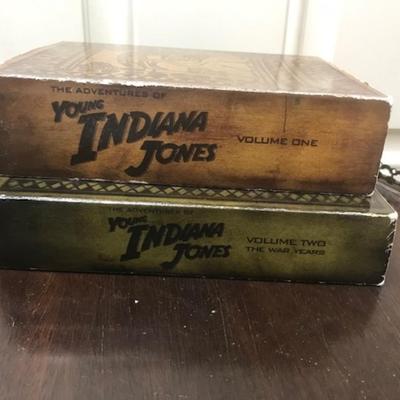 THE ADVENTURES OF
YOUNG
INDIANA
JONES
VOLUME ONE
THE ADVENTURES OF
YOUNG
INDIANA
JONES
VOLUME TWO
THE WAR YEARS